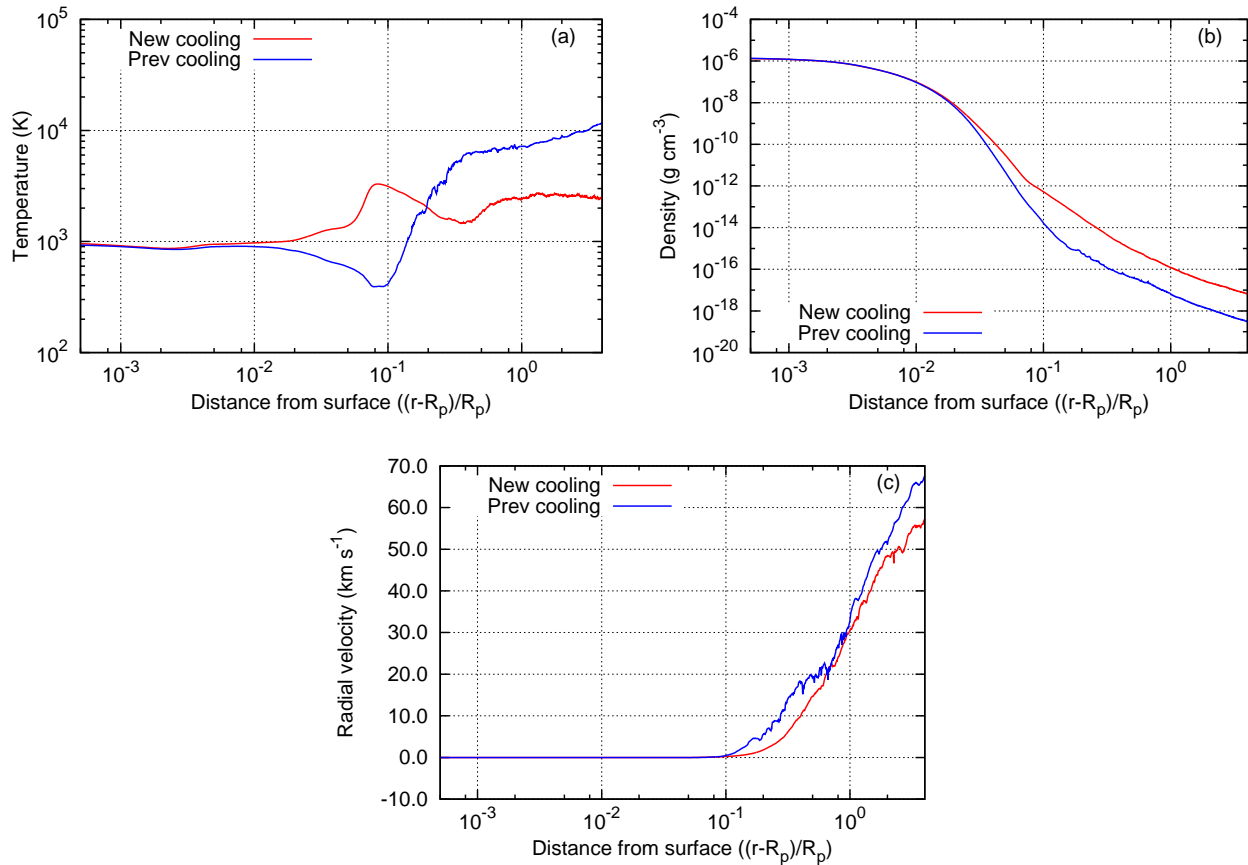 (a)
New cooling
Prev cooling
Temperature (K)
10^5
10^4
10^3
10^2
10^-3
10^-2
10^-1
10^0
Distance from surface ((r-R_p)/R_p)
(b)
New cooling
Prev cooling
Density (g cm^-3)
10^-4
10^-6
10^-8
10^-10
10^-12
10^-14
10^-16
10^-18
10^-20
10^-3
10^-2
10^-1
10^0
Distance from surface ((r-R_p)/R_p)
(c)
New cooling
Prev cooling
Radial velocity (km s^-1)
70.0
60.0
50.0
40.0
30.0
20.0
10.0
0.0
-10.0
10^-3
10^-2
10^-1
10^0
Distance from surface ((r-R_p)/R_p)